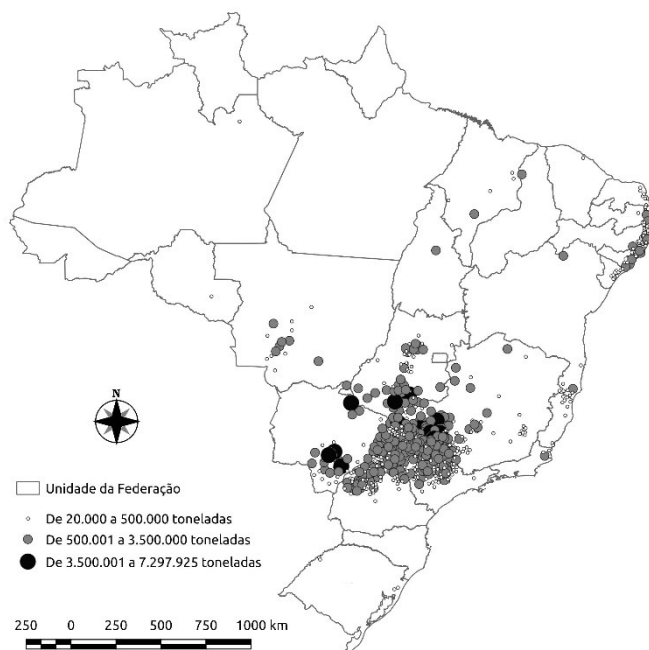 N
Unidade da Federação
De 20.000 a 500.000 toneladas
De 500.001 a 3.500.000 toneladas
De 3.500.001 a 7.297.925 toneladas
250 0 250 500 750 1000 km